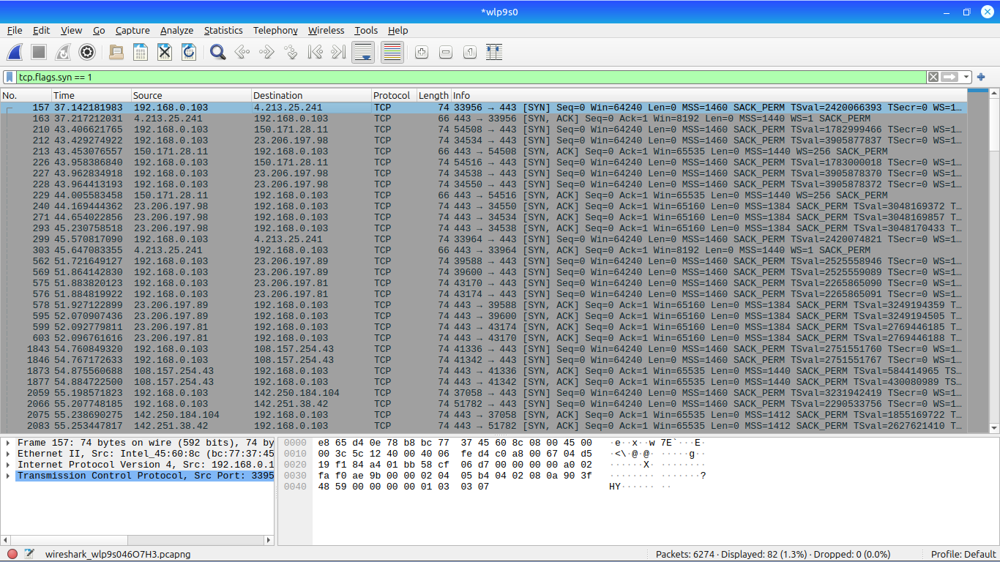 *wlp9s0
File Edit View Go Capture Analyze Statistics Telephony Wireless Tools Help
tcp.flags.syn == 1
No. Time Source Destination Protocol Length Info
157 37.142181983 192.168.0.103 4.213.25.241 TCP 74 33956 → 443 [SYN] Seq=0 Win=64240 Len=0 MSS=1460 SACK_PERM TSval=2420066393 TSecr=0 WS=1…
163 37.217212031 4.213.25.241 192.168.0.103 TCP 66 443 → 33956 [SYN, ACK] Seq=0 Ack=1 Win=8192 Len=0 MSS=1440 WS=1 SACK_PERM
210 43.406621765 192.168.0.103 150.171.28.11 TCP 74 54508 → 443 [SYN] Seq=0 Win=64240 Len=0 MSS=1460 SACK_PERM TSval=1782999466 TSecr=0 WS=1…
212 43.429274922 192.168.0.103 23.206.197.98 TCP 74 34534 → 443 [SYN] Seq=0 Win=64240 Len=0 MSS=1460 SACK_PERM TSval=3905877837 TSecr=0 WS=1…
213 43.453076557 150.171.28.11 192.168.0.103 TCP 66 443 → 54508 [SYN, ACK] Seq=0 Ack=1 Win=65535 Len=0 MSS=1440 WS=256 SACK_PERM
226 43.958386840 192.168.0.103 150.171.28.11 TCP 74 54516 → 443 [SYN] Seq=0 Win=64240 Len=0 MSS=1460 SACK_PERM TSval=1783000018 TSecr=0 WS=1…
227 43.962834918 192.168.0.103 23.206.197.98 TCP 74 34538 → 443 [SYN] Seq=0 Win=64240 Len=0 MSS=1460 SACK_PERM TSval=3905878370 TSecr=0 WS=1…
228 43.964413193 192.168.0.103 23.206.197.98 TCP 74 34550 → 443 [SYN] Seq=0 Win=64240 Len=0 MSS=1460 SACK_PERM TSval=3905878372 TSecr=0 WS=1…
229 44.005583458 150.171.28.11 192.168.0.103 TCP 66 443 → 54516 [SYN, ACK] Seq=0 Ack=1 Win=65535 Len=0 MSS=1440 WS=256 SACK_PERM
240 44.169444362 23.206.197.98 192.168.0.103 TCP 74 443 → 34550 [SYN, ACK] Seq=0 Ack=1 Win=65160 Len=0 MSS=1384 SACK_PERM TSval=3048169372 T…
271 44.654022856 23.206.197.98 192.168.0.103 TCP 74 443 → 34534 [SYN, ACK] Seq=0 Ack=1 Win=65160 Len=0 MSS=1384 SACK_PERM TSval=3048169857 T…
293 45.230758518 23.206.197.98 192.168.0.103 TCP 74 443 → 34538 [SYN, ACK] Seq=0 Ack=1 Win=65160 Len=0 MSS=1384 SACK_PERM TSval=3048170433 T…
299 45.570817090 192.168.0.103 4.213.25.241 TCP 74 33964 → 443 [SYN] Seq=0 Win=64240 Len=0 MSS=1460 SACK_PERM TSval=2420074821 TSecr=0 WS=1…
303 45.647083355 4.213.25.241 192.168.0.103 TCP 66 443 → 33964 [SYN, ACK] Seq=0 Ack=1 Win=8192 Len=0 MSS=1440 WS=1 SACK_PERM
562 51.721649127 192.168.0.103 23.206.197.89 TCP 74 39588 → 443 [SYN] Seq=0 Win=64240 Len=0 MSS=1460 SACK_PERM TSval=2525558946 TSecr=0 WS=1…
569 51.864142830 192.168.0.103 23.206.197.89 TCP 74 39600 → 443 [SYN] Seq=0 Win=64240 Len=0 MSS=1460 SACK_PERM TSval=2525559089 TSecr=0 WS=1…
575 51.883820123 192.168.0.103 23.206.197.81 TCP 74 43170 → 443 [SYN] Seq=0 Win=64240 Len=0 MSS=1460 SACK_PERM TSval=2265865090 TSecr=0 WS=1…
576 51.884819922 192.168.0.103 23.206.197.81 TCP 74 43174 → 443 [SYN] Seq=0 Win=64240 Len=0 MSS=1460 SACK_PERM TSval=2265865091 TSecr=0 WS=1…
578 51.927122899 23.206.197.89 192.168.0.103 TCP 74 443 → 39588 [SYN, ACK] Seq=0 Ack=1 Win=65160 Len=0 MSS=1384 SACK_PERM TSval=3249194359 T…
595 52.070907436 23.206.197.89 192.168.0.103 TCP 74 443 → 39600 [SYN, ACK] Seq=0 Ack=1 Win=65160 Len=0 MSS=1384 SACK_PERM TSval=3249194505 T…
599 52.092779811 23.206.197.81 192.168.0.103 TCP 74 443 → 43174 [SYN, ACK] Seq=0 Ack=1 Win=65160 Len=0 MSS=1384 SACK_PERM TSval=2769446185 T…
603 52.096761616 23.206.197.81 192.168.0.103 TCP 74 443 → 43170 [SYN, ACK] Seq=0 Ack=1 Win=65160 Len=0 MSS=1384 SACK_PERM TSval=2769446188 T…
1843 54.760849320 192.168.0.103 108.157.254.43 TCP 74 41336 → 443 [SYN] Seq=0 Win=64240 Len=0 MSS=1460 SACK_PERM TSval=2751551760 TSecr=0 WS=1…
1846 54.767172633 192.168.0.103 108.157.254.43 TCP 74 41342 → 443 [SYN] Seq=0 Win=64240 Len=0 MSS=1460 SACK_PERM TSval=2751551767 TSecr=0 WS=1…
1873 54.875560688 108.157.254.43 192.168.0.103 TCP 74 443 → 41336 [SYN, ACK] Seq=0 Ack=1 Win=65535 Len=0 MSS=1440 SACK_PERM TSval=584414965 TS…
1877 54.884722500 108.157.254.43 192.168.0.103 TCP 74 443 → 41342 [SYN, ACK] Seq=0 Ack=1 Win=65535 Len=0 MSS=1440 SACK_PERM TSval=430080989 TS…
2059 55.198571823 192.168.0.103 142.250.184.104 TCP 74 37058 → 443 [SYN] Seq=0 Win=64240 Len=0 MSS=1460 SACK_PERM TSval=3231942419 TSecr=0 WS=1…
2066 55.207748185 192.168.0.103 142.251.38.42 TCP 74 51782 → 443 [SYN] Seq=0 Win=64240 Len=0 MSS=1460 SACK_PERM TSval=2290533756 TSecr=0 WS=1…
2075 55.238690275 142.250.184.104 192.168.0.103 TCP 74 443 → 37058 [SYN, ACK] Seq=0 Ack=1 Win=65535 Len=0 MSS=1412 SACK_PERM TSval=1855169722 T…
2083 55.253447817 142.251.38.42 192.168.0.103 TCP 74 443 → 51782 [SYN, ACK] Seq=0 Ack=1 Win=65535 Len=0 MSS=1412 SACK_PERM TSval=2627621410 T…
Frame 157: 74 bytes on wire (592 bits), 74 by
Ethernet II, Src: Intel_45:60:8c (bc:77:37:45
Internet Protocol Version 4, Src: 192.168.0.1
Transmission Control Protocol, Src Port: 3395
0000 e8 65 d4 0e 78 b8 bc 77 37 45 60 8c 08 00 45 00 ·e··x··w 7E`···E·
0010 00 3c 5c 12 40 00 40 06 fe d4 c0 a8 00 67 04 d5 ·<\·@·@· ·····g··
0020 19 f1 84 a4 01 bb 58 cf 06 d7 00 00 00 00 a0 02 ······X· ········
0030 fa f0 ae 9b 00 00 02 04 05 b4 04 02 08 0a 90 3f ········ ·······?
0040 48 59 00 00 00 00 01 03 03 07 HY······ ··
wireshark_wlp9s046O7H3.pcapng
Packets: 6274 · Displayed: 82 (1.3%) · Dropped: 0 (0.0%)
Profile: Default